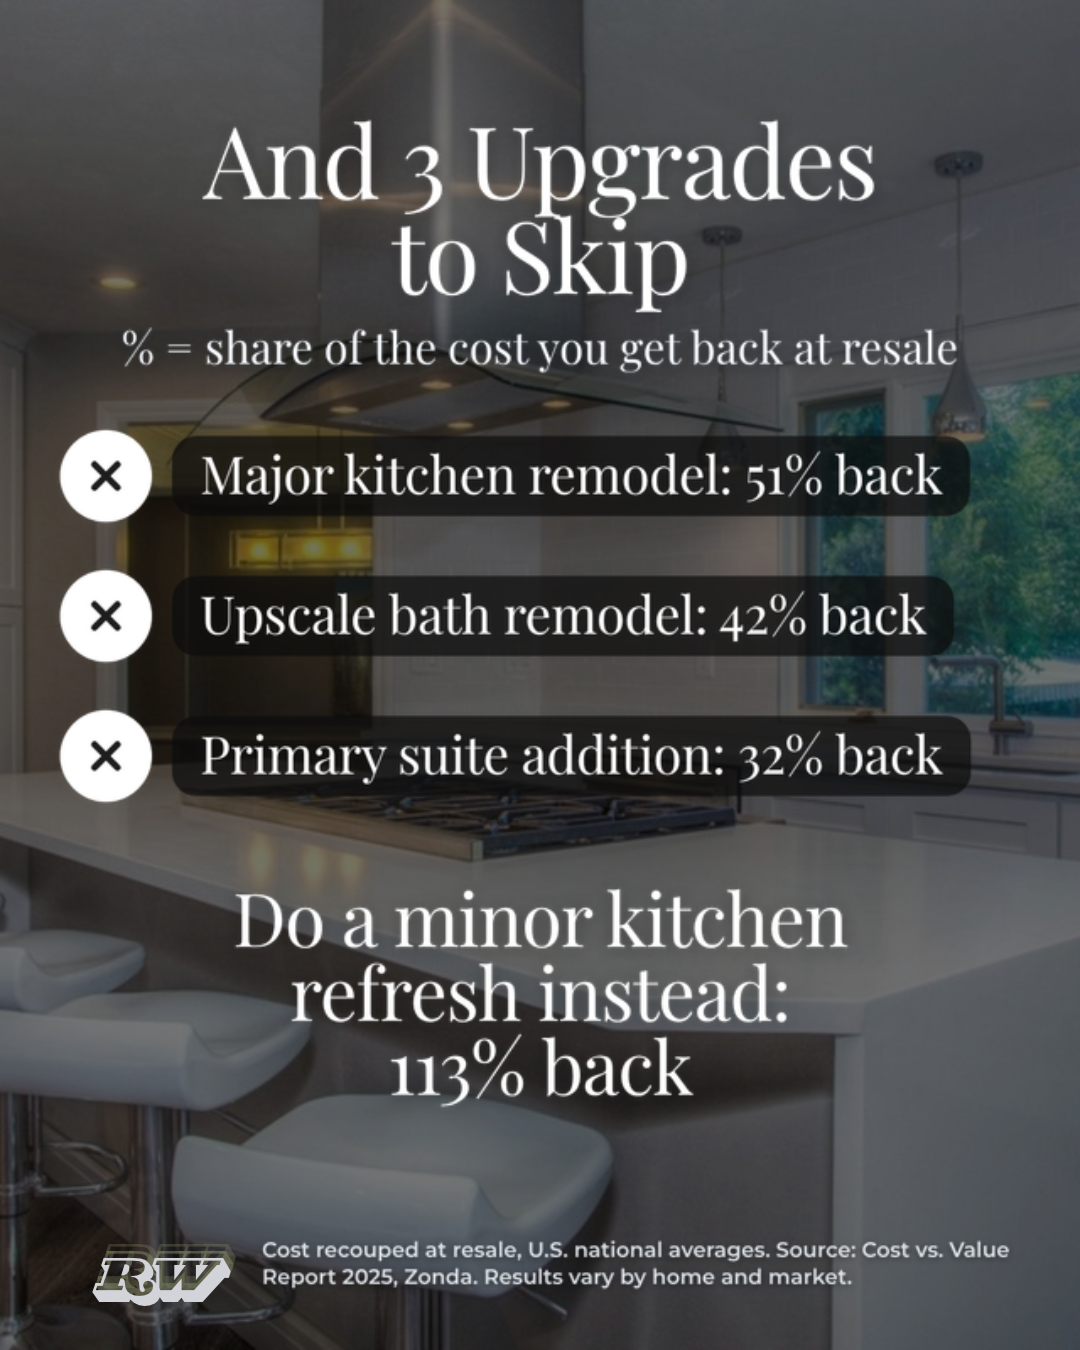 And 3 Upgrades
to Skip
% = share of the cost you get back at resale
Major kitchen remodel: 51% back
Upscale bath remodel: 42% back
Primary suite addition: 32% back
Do a minor kitchen
refresh instead:
113% back
RW
Cost recouped at resale, U.S. national averages. Source: Cost vs. Value
Report 2025, Zonda. Results vary by home and market.